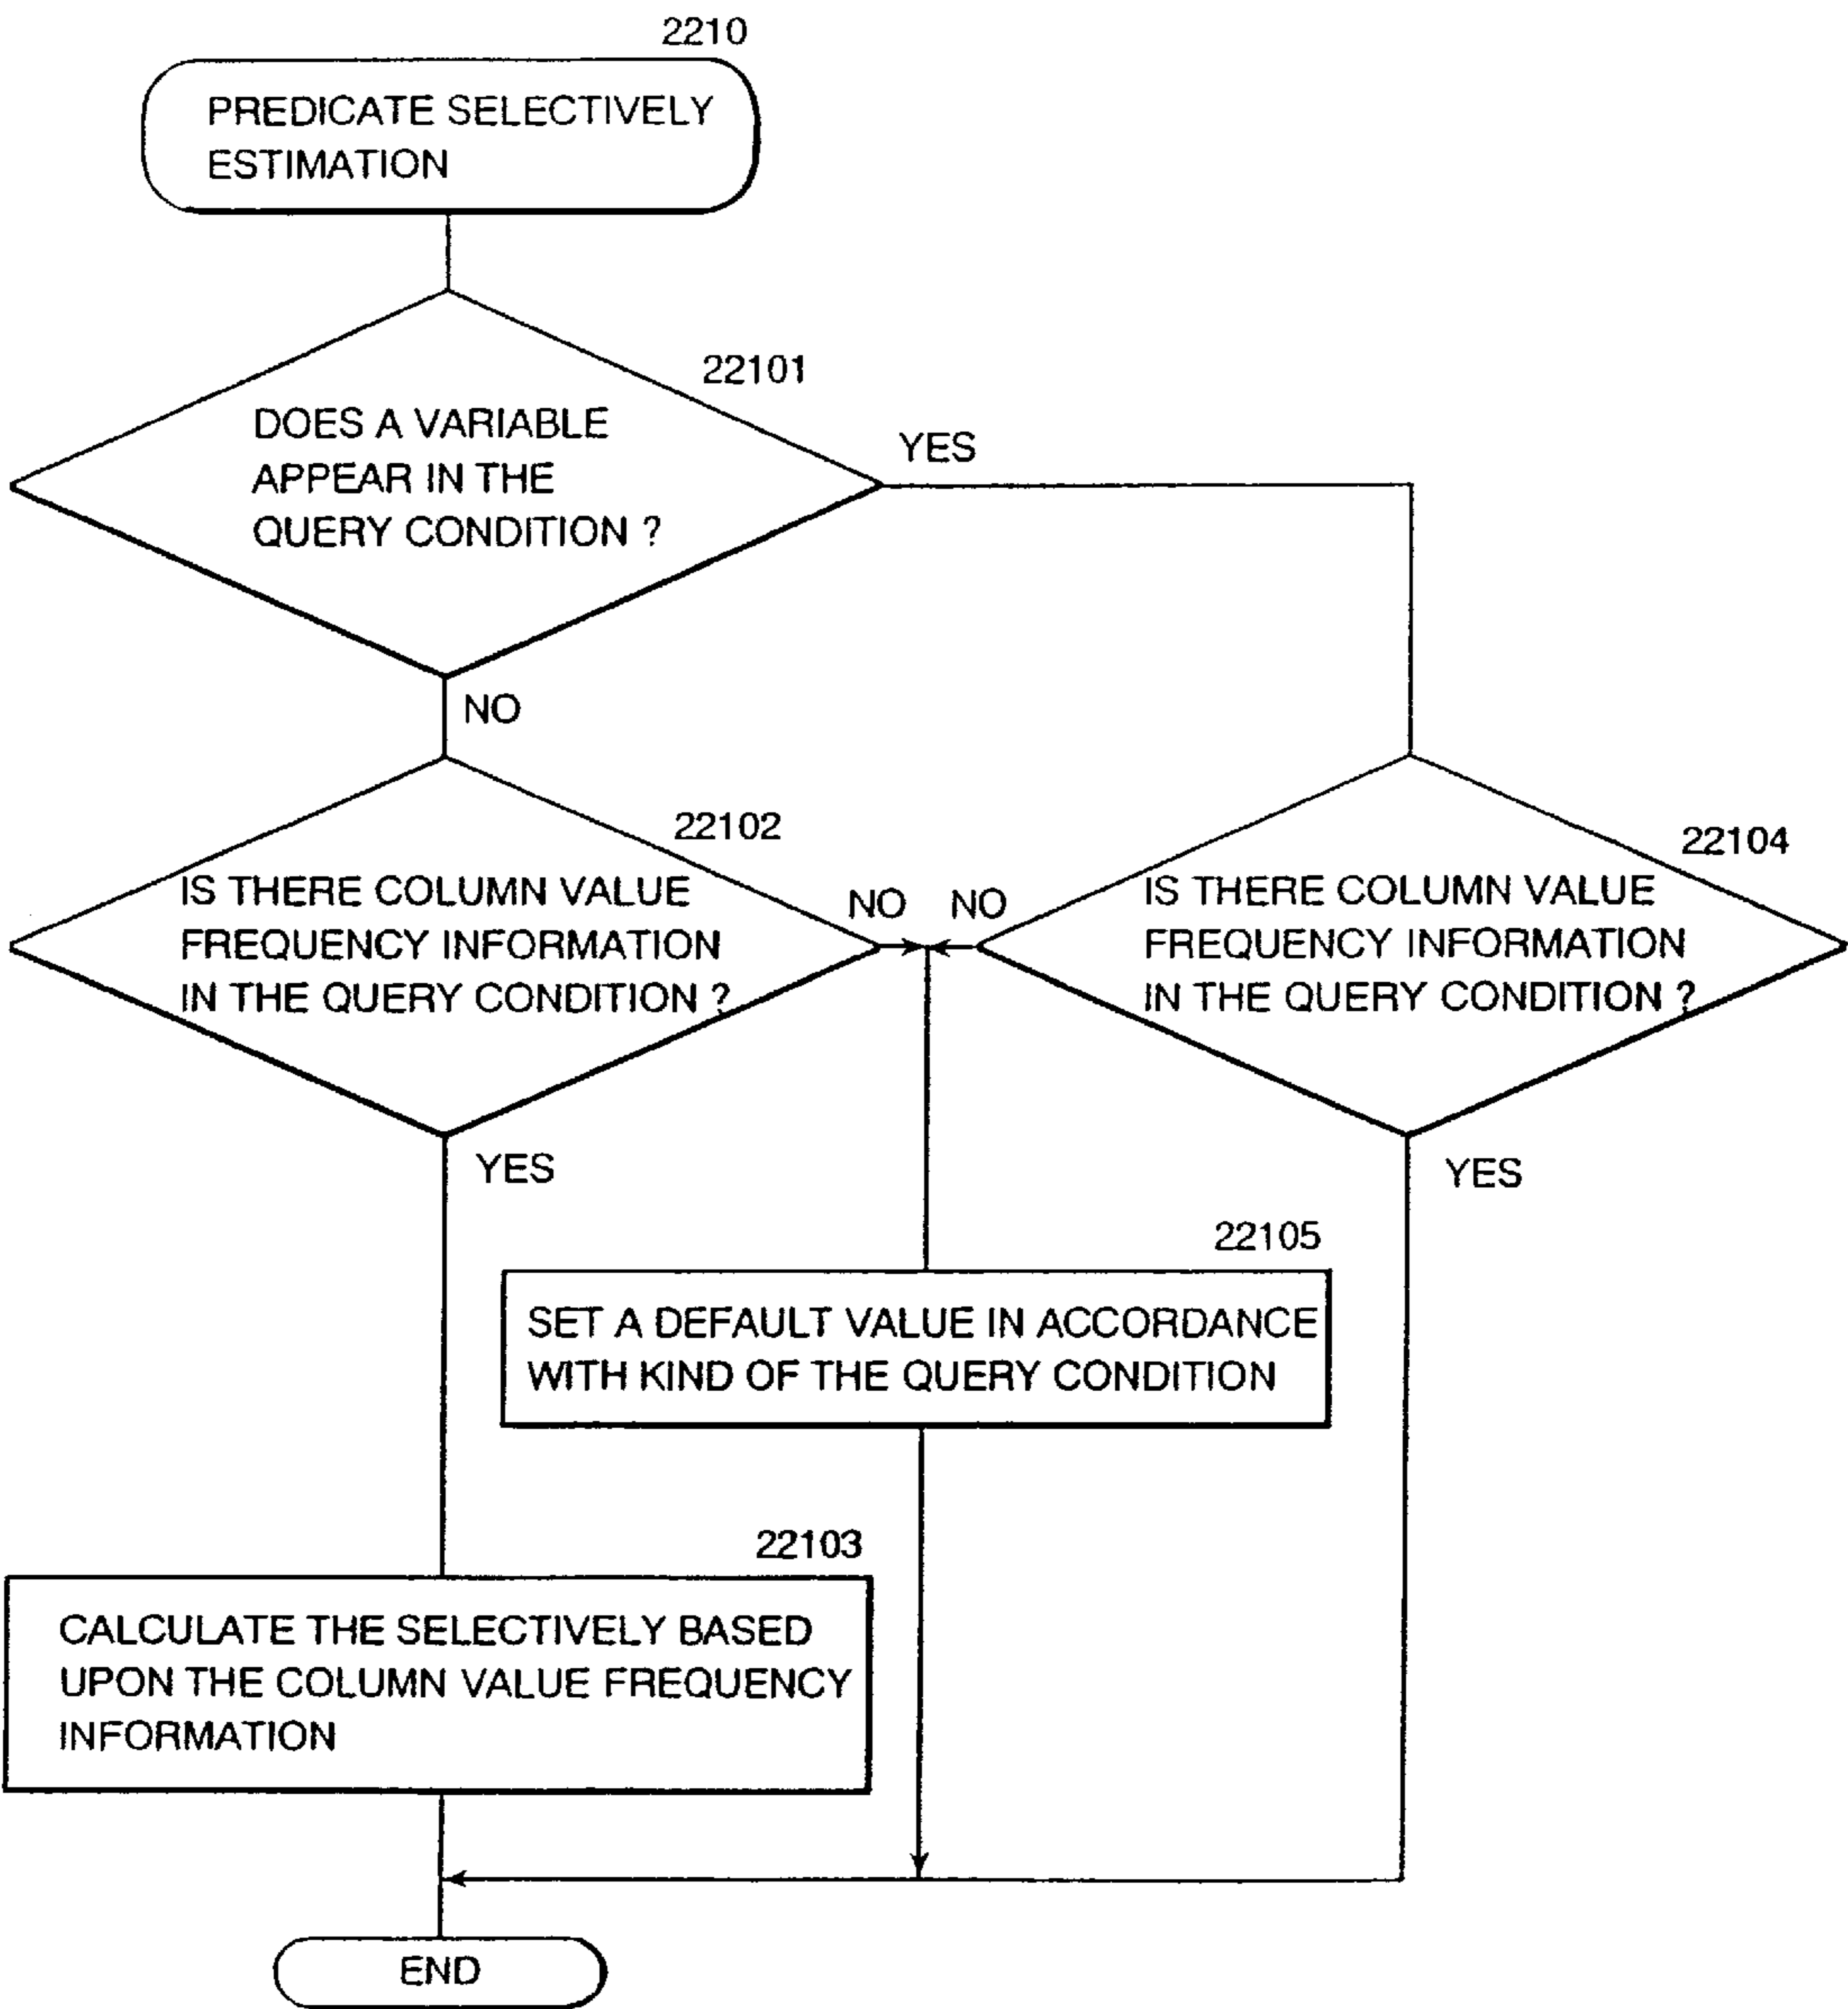 2210
PREDICATE SELECTIVELY
ESTIMATION
22101
DOES A VARIABLE
APPEAR IN THE
QUERY CONDITION ?
YES
NO
22102
IS THERE COLUMN VALUE
FREQUENCY INFORMATION
IN THE QUERY CONDITION ?
NO
NO
22104
IS THERE COLUMN VALUE
FREQUENCY INFORMATION
IN THE QUERY CONDITION ?
YES
YES
22105
SET A DEFAULT VALUE IN ACCORDANCE
WITH KIND OF THE QUERY CONDITION
22103
CALCULATE THE SELECTIVELY BASED
UPON THE COLUMN VALUE FREQUENCY
INFORMATION
END